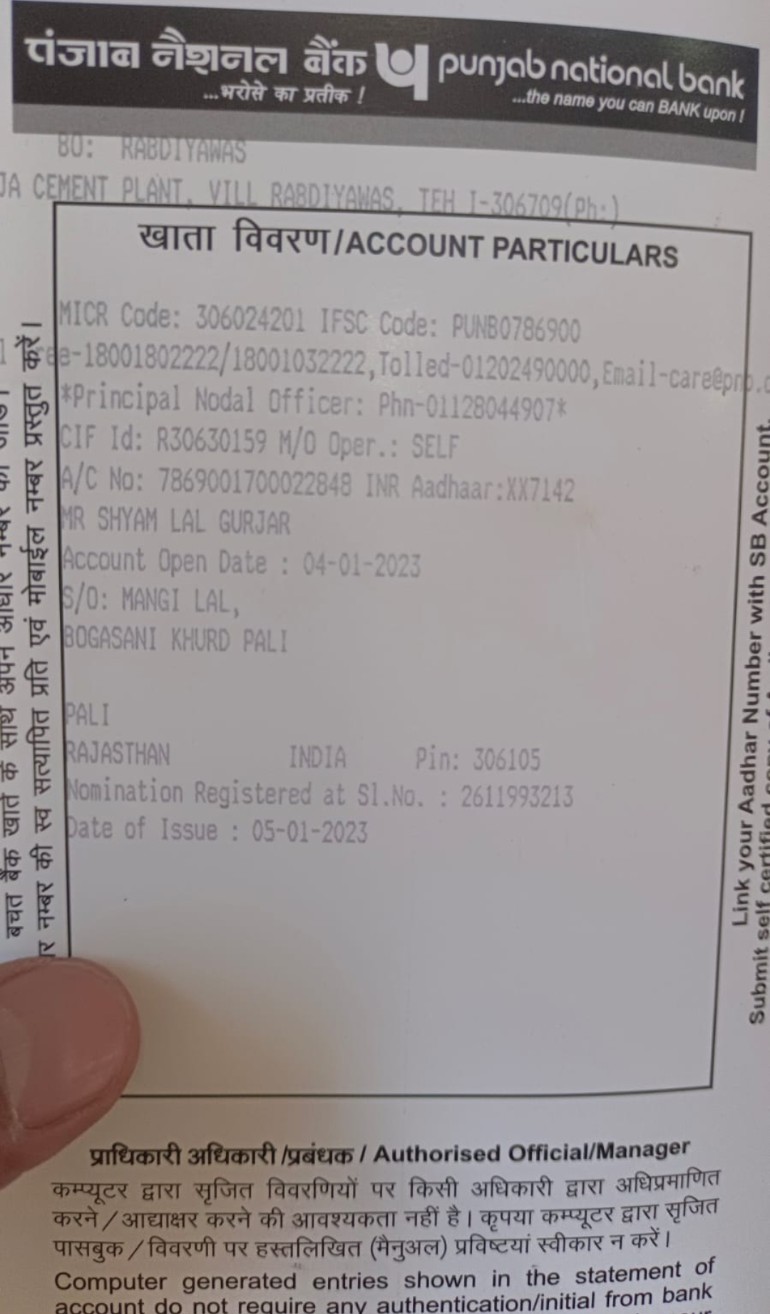 पंजाब नैशनल बैंक punjab national bank
...भरोसे का प्रतीक ! ...the name you can BANK upon !
BO: RABDIYAWAS
JA CEMENT PLANT, VILL RABDIYAWAS, TEH I-306709(Ph:)
खाता विवरण/ACCOUNT PARTICULARS
MICR Code: 306024201 IFSC Code: PUNB0786900
ee-18001802222/18001032222,Tolled-01202490000,Email-care@pnb.c
*Principal Nodal Officer: Phn-01128044907*
CIF Id: R30630159 M/O Oper.: SELF
A/C No: 7869001700022848 INR Aadhaar:XX7142
MR SHYAM LAL GURJAR
Account Open Date : 04-01-2023
S/O: MANGI LAL,
BOGASANI KHURD PALI
PALI
RAJASTHAN INDIA Pin: 306105
Nomination Registered at Sl.No. : 2611993213
Date of Issue : 05-01-2023
बचत बैंक खाते के साथ अपने आधार नम्बर को जोड़ें।
नम्बर की स्व सत्यापित प्रति एवं मोबाईल नम्बर प्रस्तुत करें।
Link your Aadhar Number with SB Account.
Submit self certified copy of
प्राधिकारी अधिकारी/प्रबंधक / Authorised Official/Manager
कम्प्यूटर द्वारा सृजित विवरणियों पर किसी अधिकारी द्वारा अधिप्रमाणित
करने/आद्याक्षर करने की आवश्यकता नहीं है। कृपया कम्प्यूटर द्वारा सृजित
पासबुक/विवरणी पर हस्तलिखित (मैनुअल) प्रविष्टयां स्वीकार न करें।
Computer generated entries shown in the statement of
account do not require any authentication/initial from bank